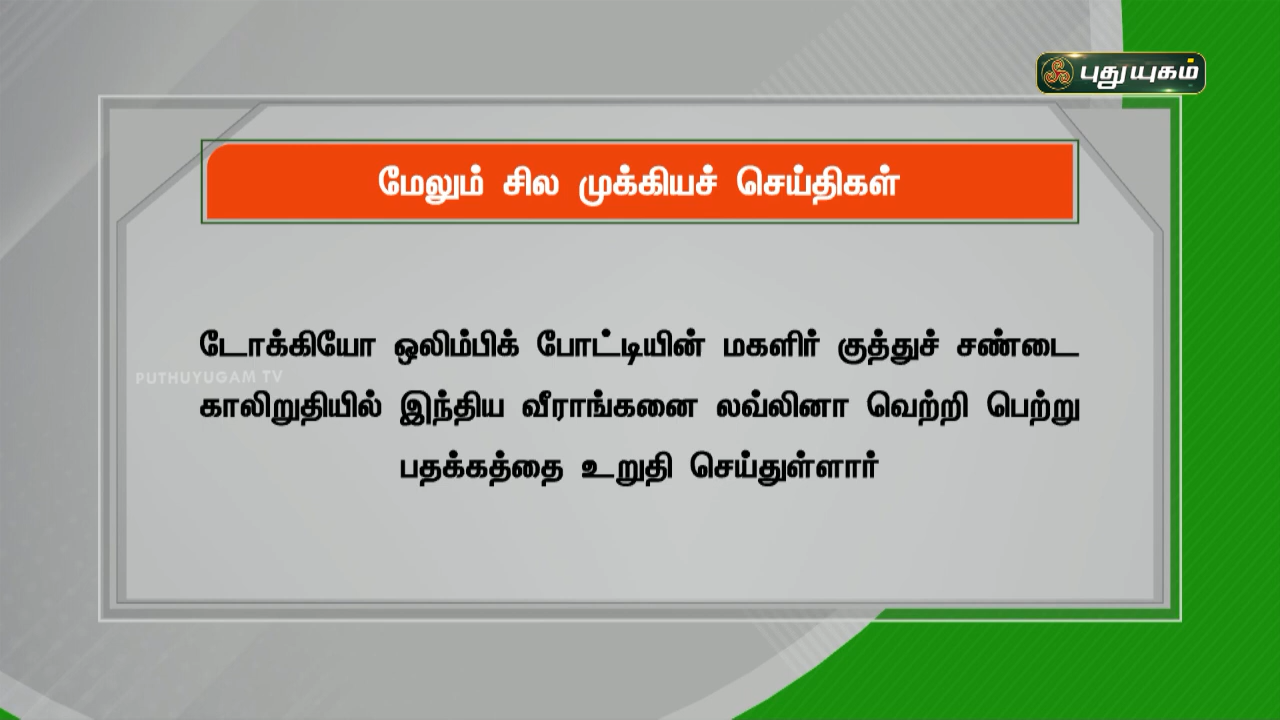 புதுயுகம்
மேலும் சில முக்கியச் செய்திகள்
டோக்கியோ ஒலிம்பிக் போட்டியின் மகளிர் குத்துச் சண்டை
PUTHUYUGAM TV
காலிறுதியில் இந்திய வீராங்கனை லவ்லினா வெற்றி பெற்று
பதக்கத்தை உறுதி செய்துள்ளார்